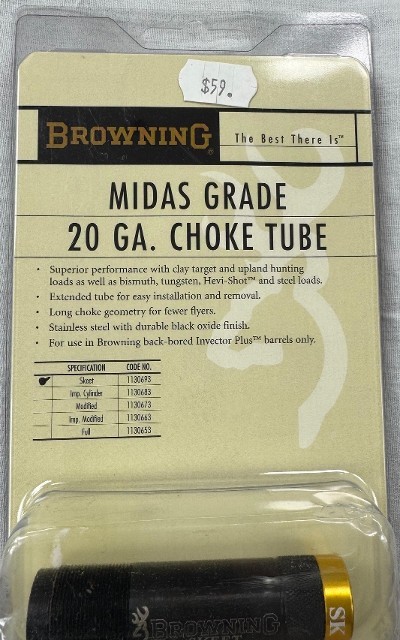 $59.
BROWNING
The Best There Is™
MIDAS GRADE
20 GA. CHOKE TUBE
• Superior performance with clay target and upland hunting
loads as well as bismuth, tungsten, Hevi-Shot™ and steel loads.
• Extended tube for easy installation and removal.
• Long choke geometry for fewer flyers.
• Stainless steel with durable black oxide finish.
• For use in Browning back-bored Invector Plus™ barrels only.
SPECIFICATION CODE NO.
Skeet 1130693
Imp. Cylinder 1130683
Modified 1130673
Imp. Modified 1130663
Full 1130653
BROWNING
SK